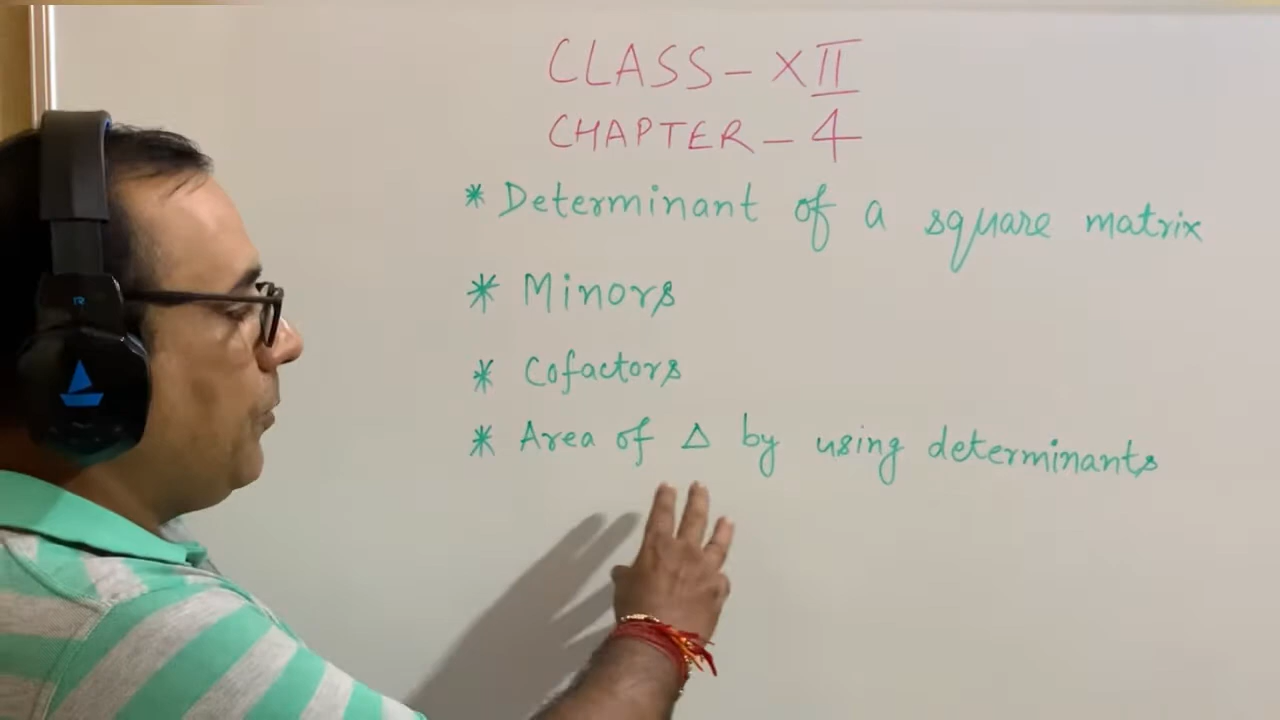 CLASS - XII
CHAPTER - 4
* Determinant of a square matrix
* Minors
* Cofactors
* Area of Δ by using determinants